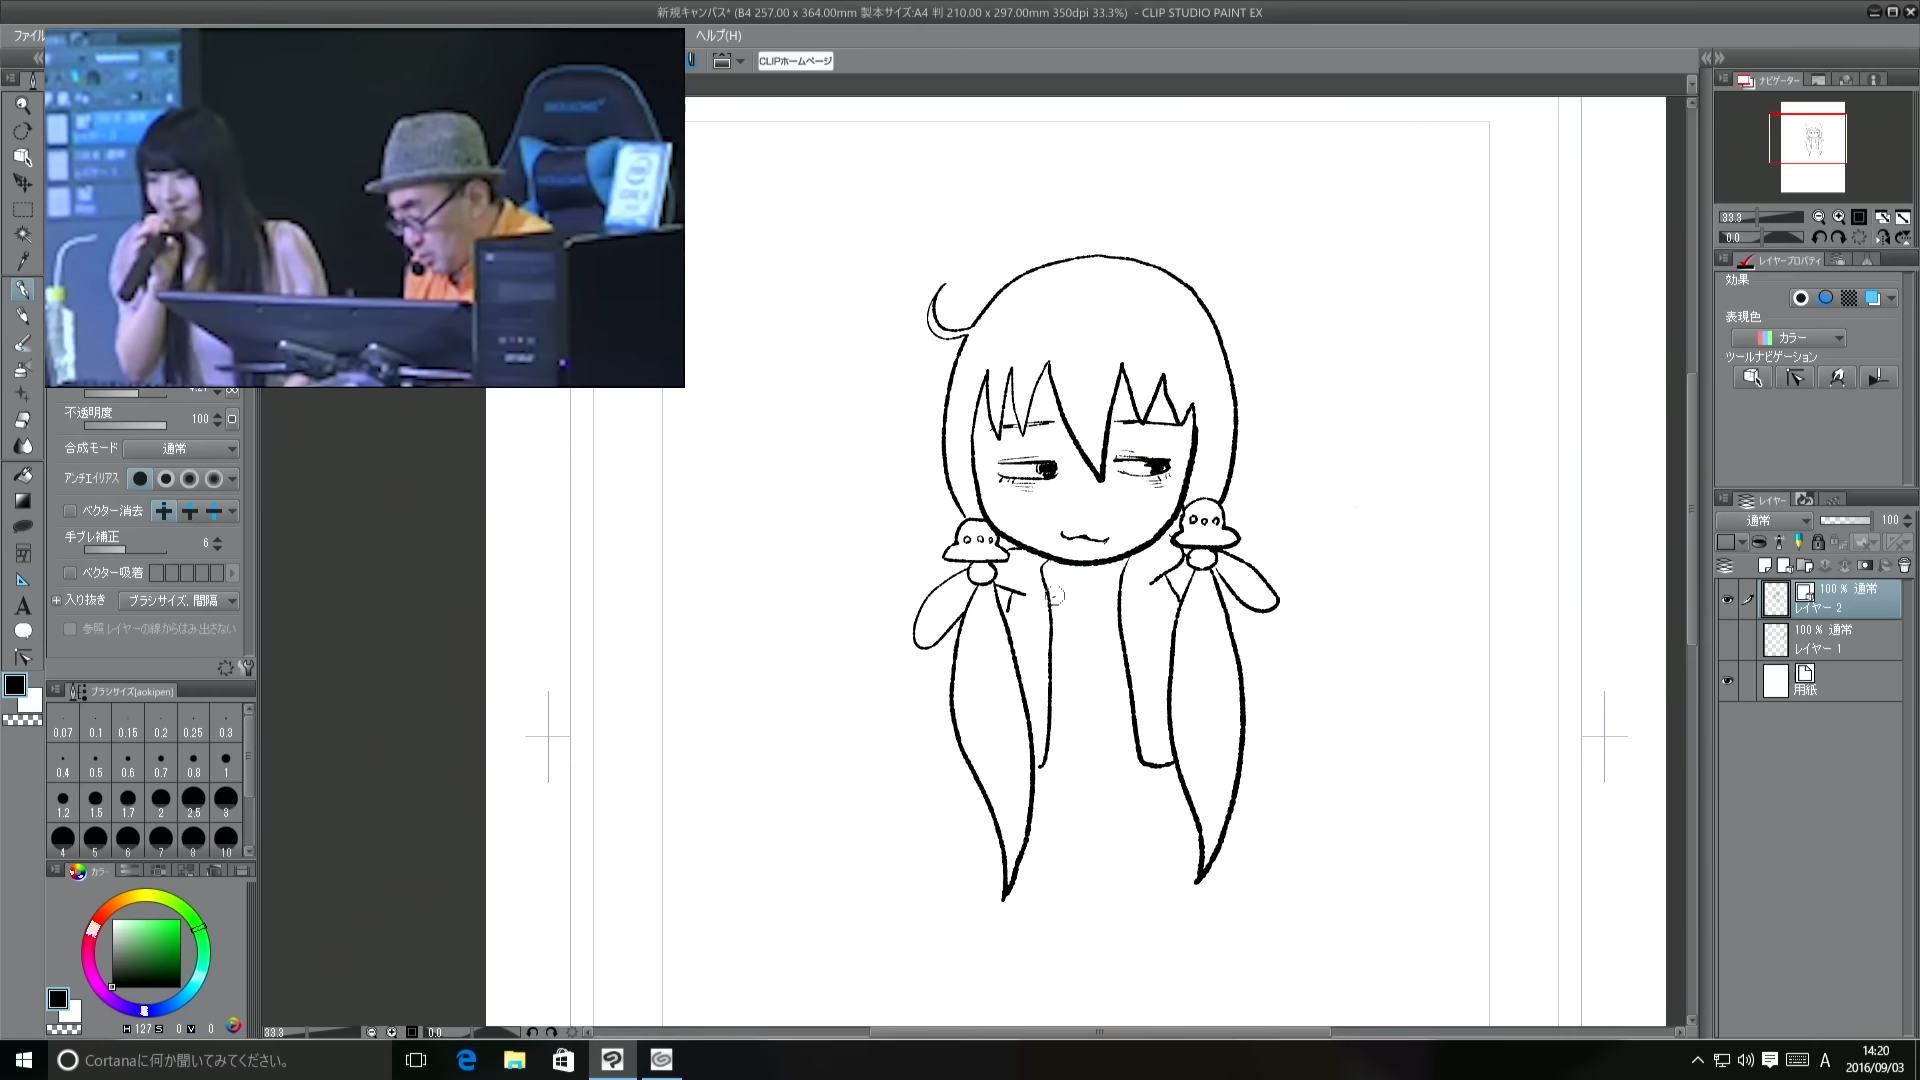 新規キャンバス* (B4 257.00 x 364.00mm 製本サイズ:A4 判 210.00 x 297.00mm 350dpi 33.3%) - CLIP STUDIO PAINT EX
ファイル
ヘルプ(H)
CLIPホームページ
ナビゲーター
33.3
0.0
レイヤープロパティ
効果
表現色
カラー
ツールナビゲーション
不透明度
100
合成モード
通常
アンチエイリアス
ベクター消去
手ブレ補正
6
ベクター吸着
入り抜き
ブラシサイズ, 間隔
参照レイヤーの線からはみ出さない
レイヤー
通常
100
100 % 通常
レイヤー 2
100 % 通常
レイヤー 1
用紙
ブラシサイズ[aokipen]
0.07 0.1 0.15 0.2 0.25 0.3
0.4 0.5 0.6 0.7 0.8 1
1.2 1.5 1.7 2 2.5 3
4 5 6 7 8 10
カラー
H 127 S 0 V 0
33.3
0.0
Cortanaに何か聞いてみてください。
A
14:20
2016/09/03